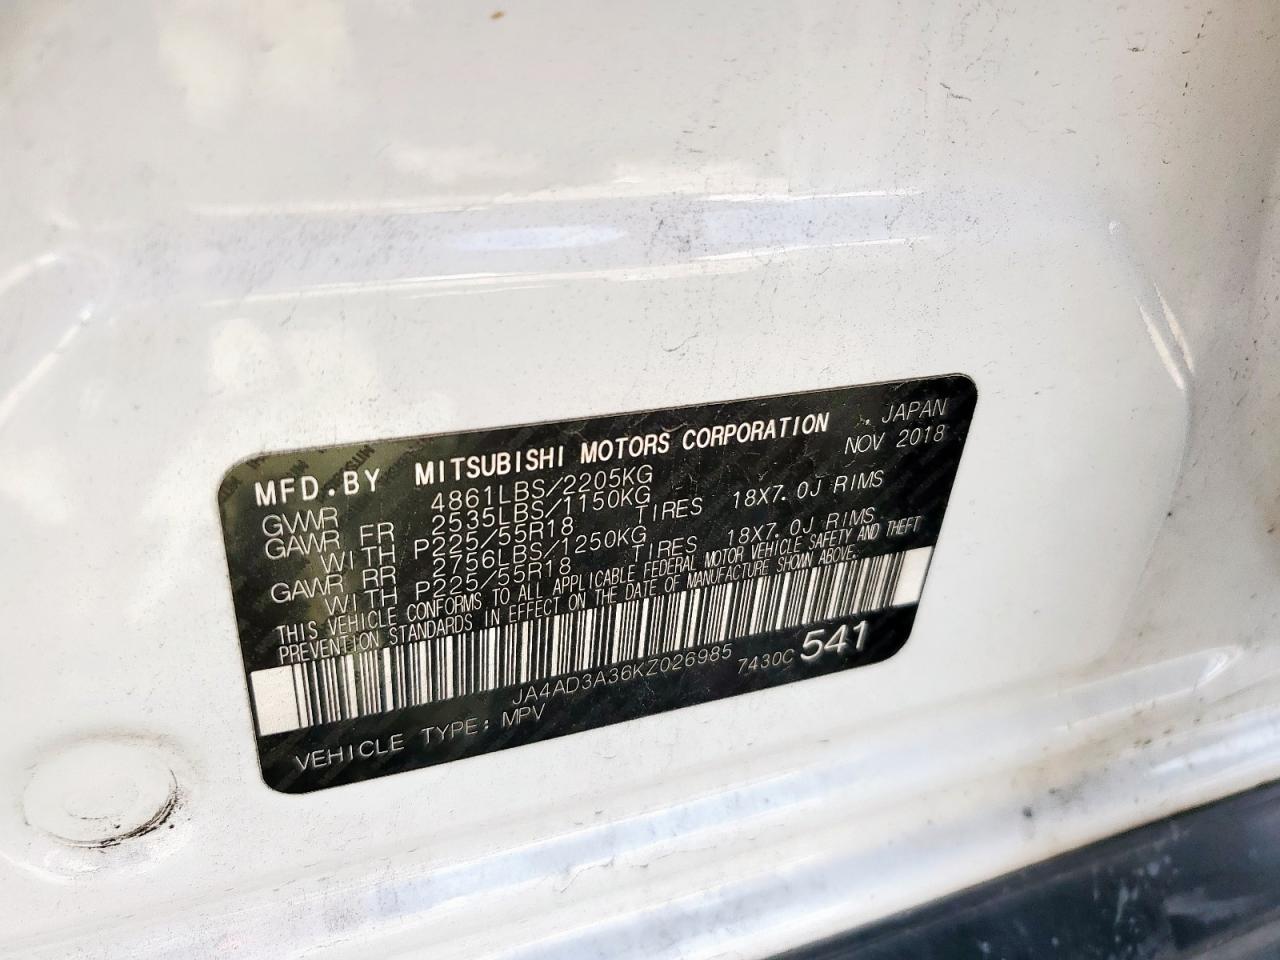 MFD.BY MITSUBISHI MOTORS CORPORATION , JAPAN
NOV 2018
GVWR 4861LBS/2205KG
GAWR FR 2535LBS/1150KG
WITH P225/55R18 TIRES 18X7.0J RIMS
GAWR RR 2756LBS/1250KG
WITH P225/55R18 TIRES 18X7.0J RIMS
THIS VEHICLE CONFORMS TO ALL APPLICABLE FEDERAL MOTOR VEHICLE SAFETY AND THEFT
PREVENTION STANDARDS IN EFFECT ON THE DATE OF MANUFACTURE SHOWN ABOVE.
JA4AD3A36KZ026985 7430C 541
VEHICLE TYPE: MPV